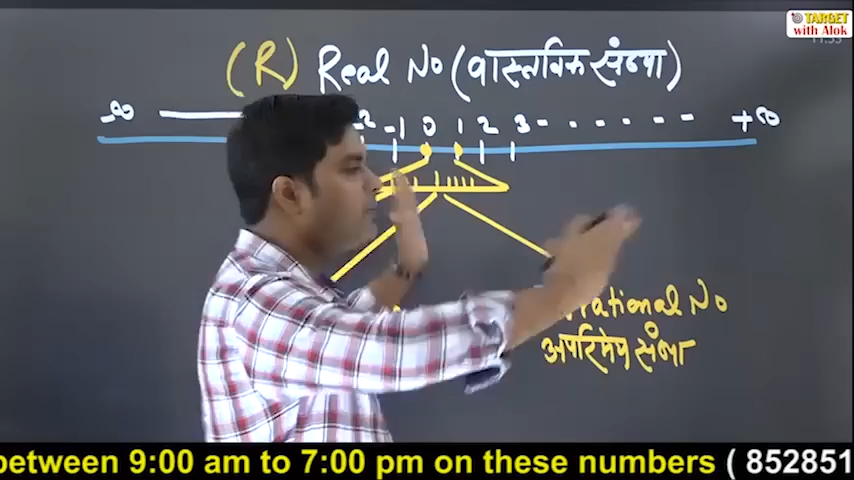 TARGET
with Alok
(R) Real No (वास्तविक संख्या)
-∞ -1 0 1 2 3 - - - - - - +∞
rational No
अपरिमेय संख्या
between 9:00 am to 7:00 pm on these numbers ( 852851